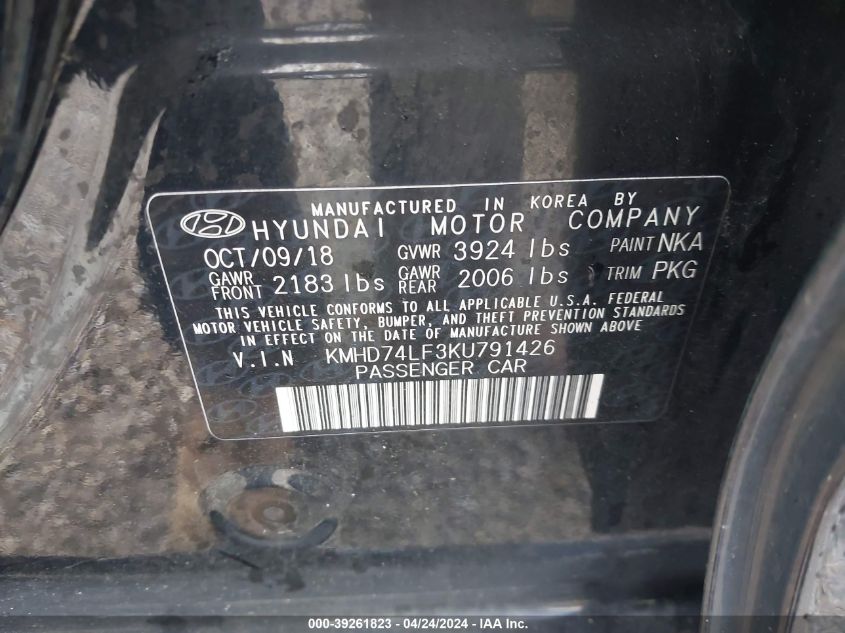 MANUFACTURED IN KOREA BY
HYUNDAI MOTOR COMPANY
OCT/09/18 GVWR 3924 lbs PAINT NKA
GAWR FRONT 2183 lbs GAWR REAR 2006 lbs TRIM PKG
THIS VEHICLE CONFORMS TO ALL APPLICABLE U.S.A. FEDERAL
MOTOR VEHICLE SAFETY, BUMPER, AND THEFT PREVENTION STANDARDS
IN EFFECT ON THE DATE OF MANUFACTURE SHOWN ABOVE
V.I.N KMHD74LF3KU791426
PASSENGER CAR
000-39261823 - 04/24/2024 - IAA Inc.